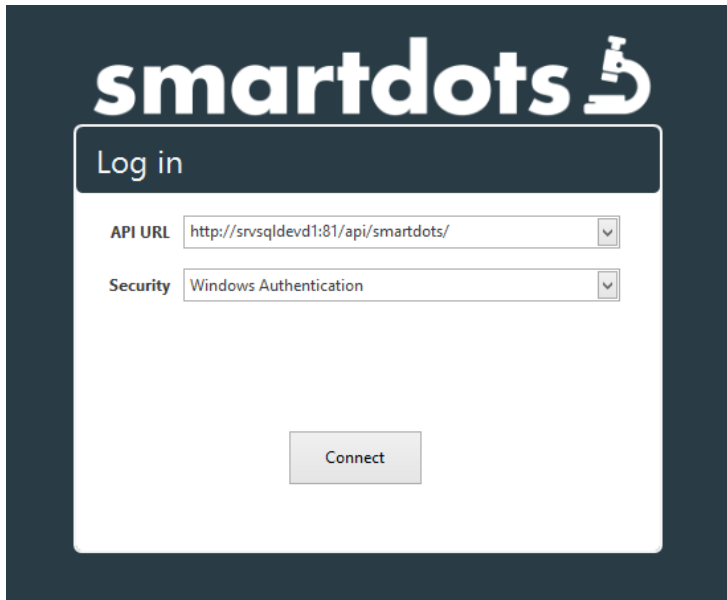 smartdots
Log in
API URL http://srvsqldevd1:81/api/smartdots/
Security Windows Authentication
Connect